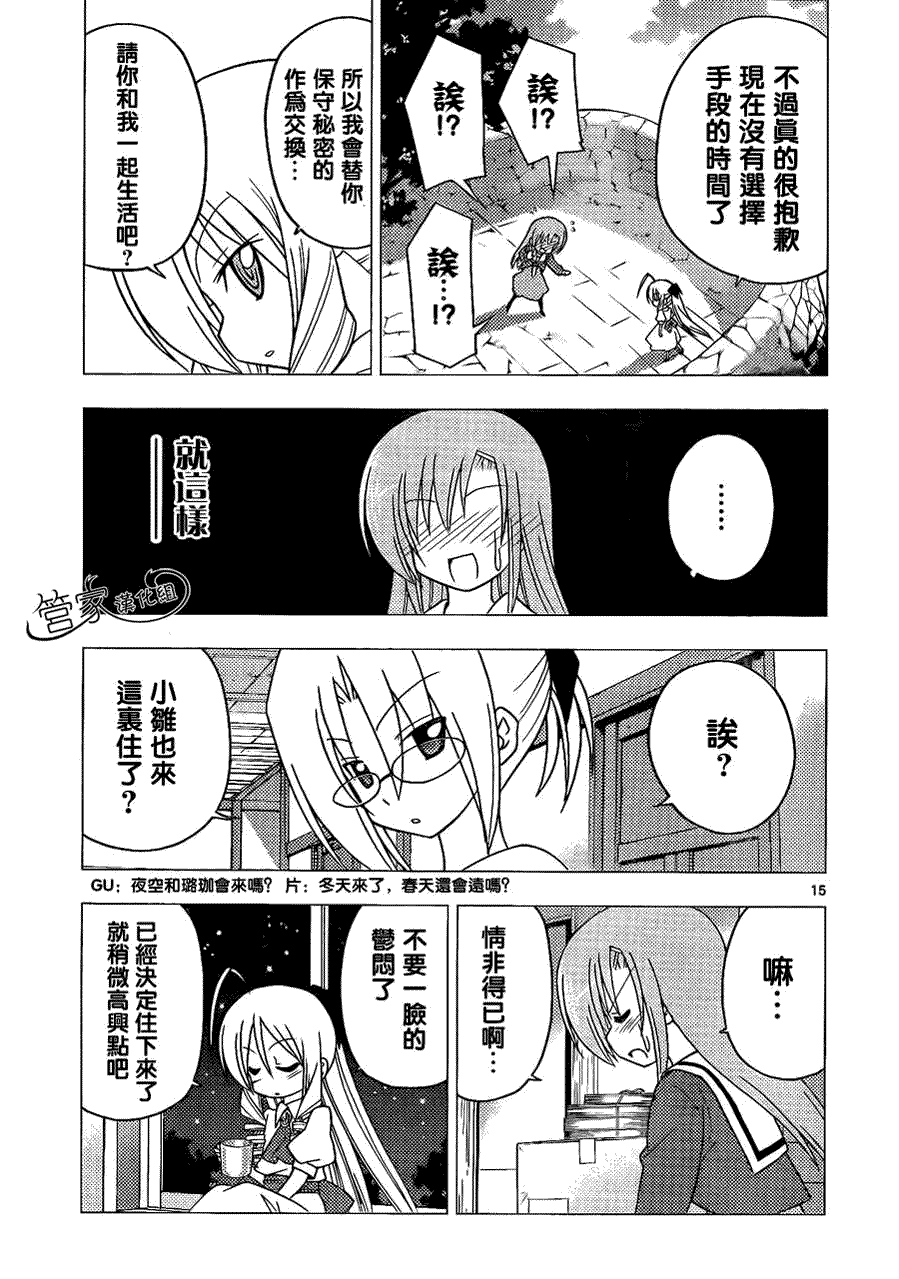 不過眞的很抱歉
現在沒有選擇
手段的時間了
誒!?
誒!?
誒…!?
所以我會替你
保守秘密的
作爲交換…
請你和我一起生活吧?
……
就這樣
──
管家
漢化組
誒?
小雛也來
這裏住了?
GU：夜空和璐珈會來嗎？ 片：冬天來了，春天還會遠嗎？
15
嘛…
情非得已啊…
不要一臉的
鬱悶了
已經決定住下來了
就稍微高興點吧